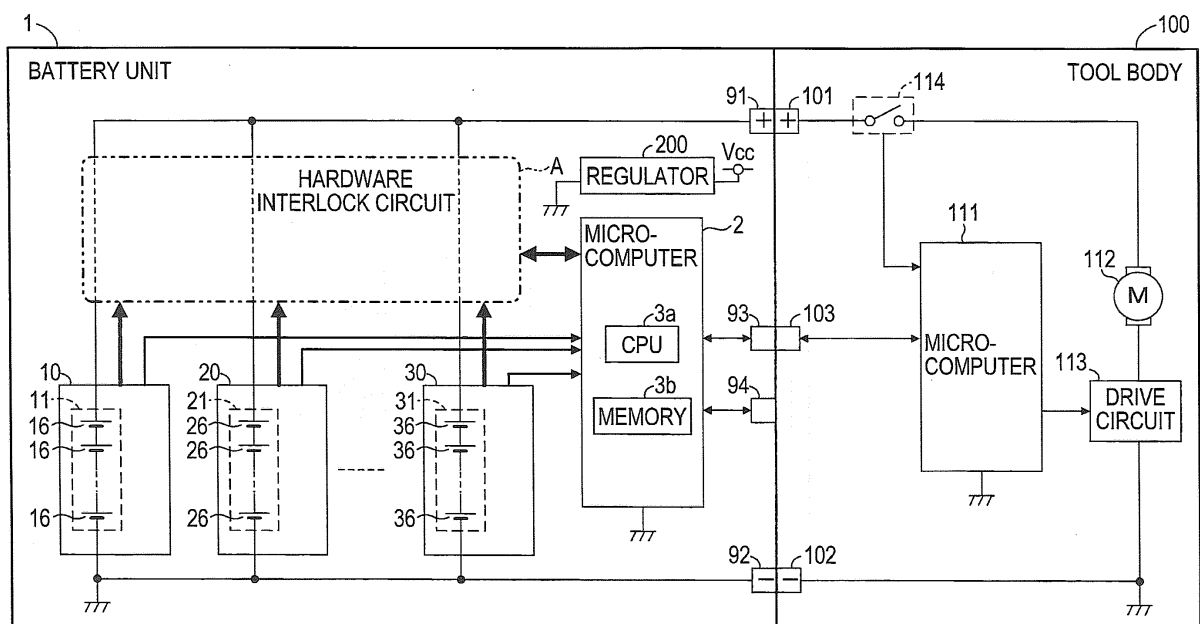 1
100
BATTERY UNIT
TOOL BODY
91
101
114
+
+
A
HARDWARE
INTERLOCK CIRCUIT
200
Vcc
REGULATOR
2
MICRO-
COMPUTER
111
112
M
3a
CPU
93
103
MICRO-
COMPUTER
10
20
30
3b
MEMORY
94
113
DRIVE
CIRCUIT
11
21
31
16
26
36
16
26
36
16
26
36
92
102
−
−